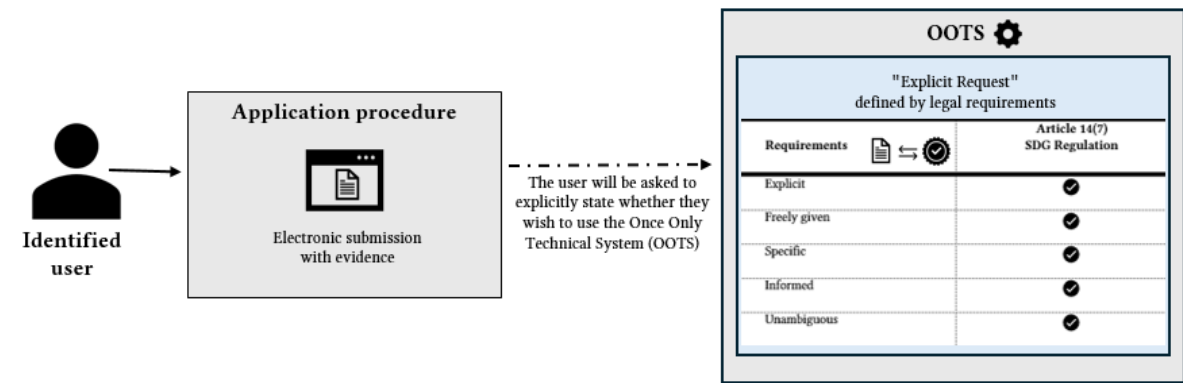 Identified
user
Application procedure
Electronic submission
with evidence
The user will be asked to
explicitly state whether they
wish to use the Once Only
Technical System (OOTS)
OOTS
"Explicit Request"
defined by legal requirements
Requirements
Article 14(7)
SDG Regulation
Explicit
Freely given
Specific
Informed
Unambiguous